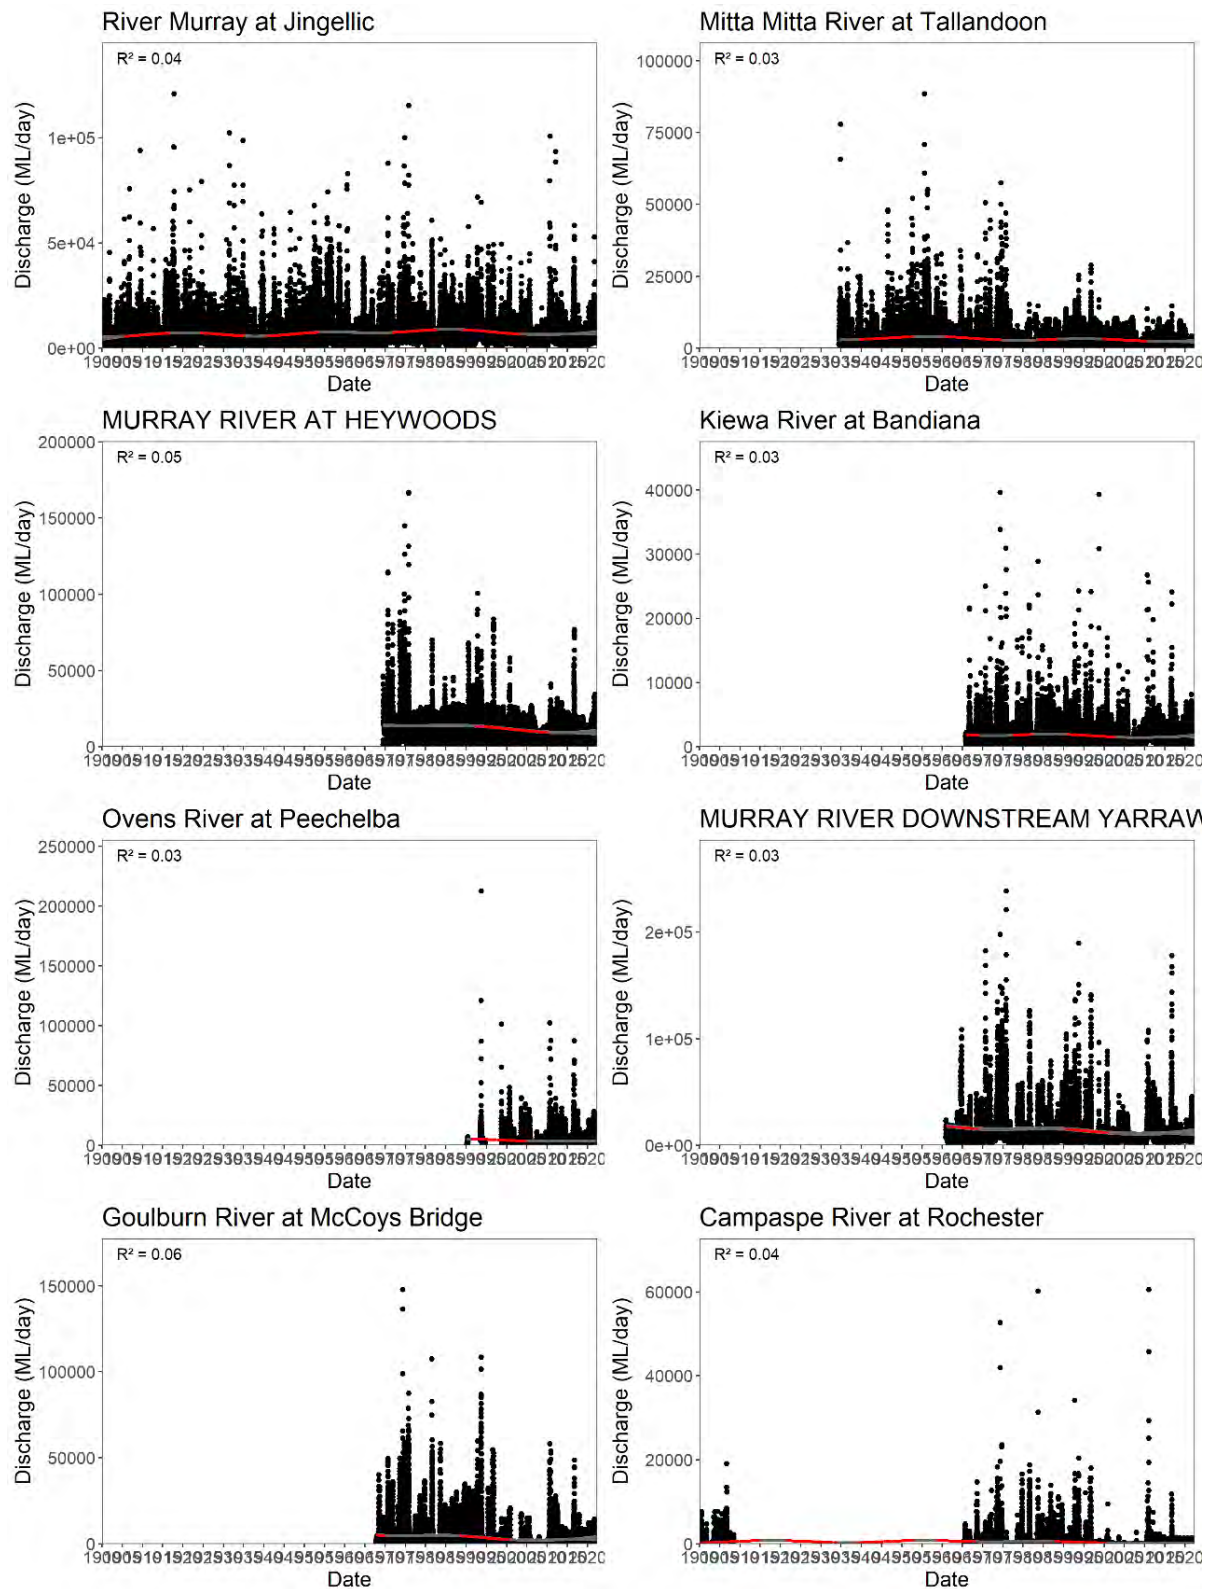 River Murray at Jingellic
R² = 0.04
1e+05
5e+04
0e+00
Discharge (ML/day)
Date
Mitta Mitta River at Tallandoon
R² = 0.03
100000
75000
50000
25000
0
Discharge (ML/day)
Date
MURRAY RIVER AT HEYWOODS
R² = 0.05
200000
150000
100000
50000
0
Discharge (ML/day)
Date
Kiewa River at Bandiana
R² = 0.03
40000
30000
20000
10000
0
Discharge (ML/day)
Date
Ovens River at Peechelba
R² = 0.03
250000
200000
150000
100000
50000
0
Discharge (ML/day)
Date
MURRAY RIVER DOWNSTREAM YARRAW
R² = 0.03
2e+05
1e+05
0e+00
Discharge (ML/day)
Date
Goulburn River at McCoys Bridge
R² = 0.06
150000
100000
50000
0
Discharge (ML/day)
Date
Campaspe River at Rochester
R² = 0.04
60000
40000
20000
0
Discharge (ML/day)
Date